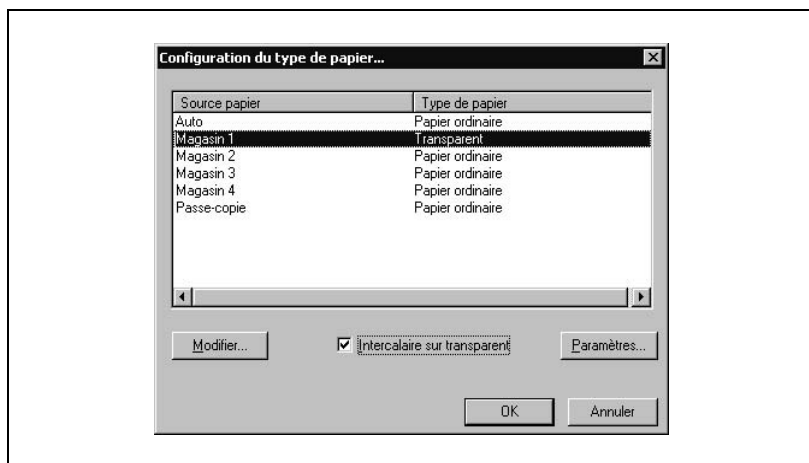 Configuration du type de papier...
Source papier Type de papier
Auto Papier ordinaire
Magasin 1 Transparent
Magasin 2 Papier ordinaire
Magasin 3 Papier ordinaire
Magasin 4 Papier ordinaire
Passe-copie Papier ordinaire
Modifier... Intercalaire sur transparent Paramètres...
OK Annuler